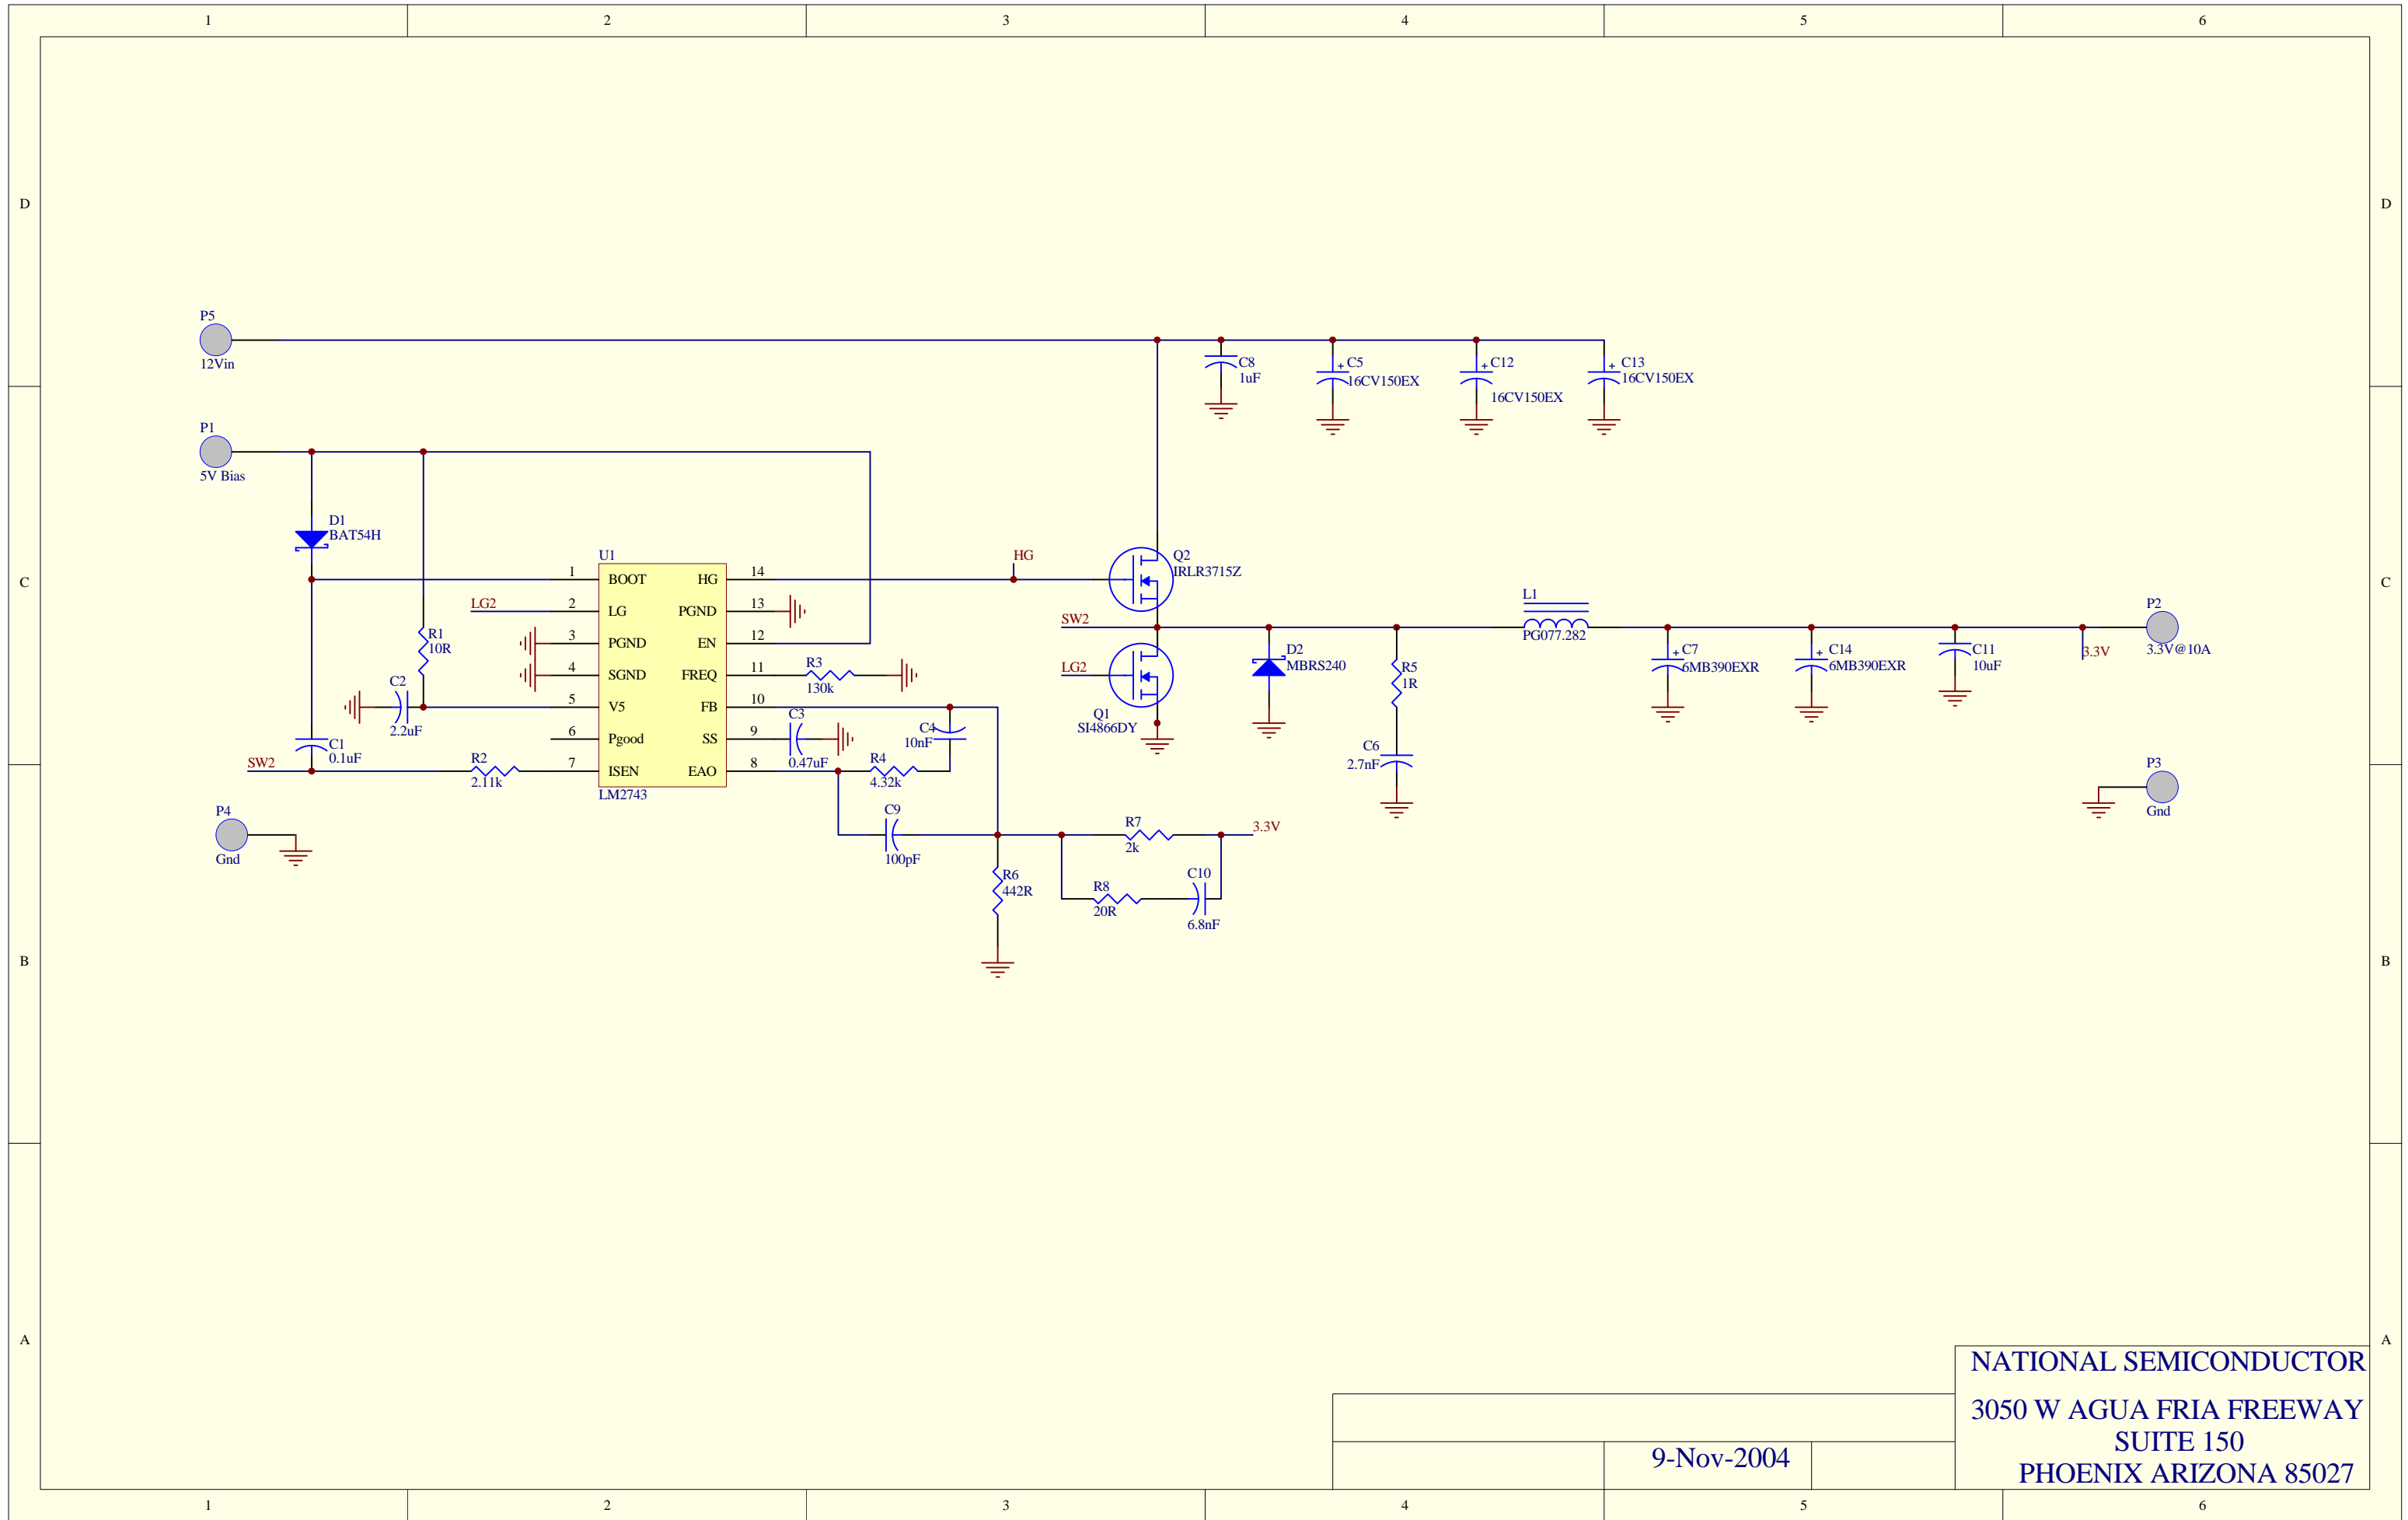 1 2 3 4 5 6
D D
P5
12Vin
C8
1uF
+ C5
16CV150EX
+ C12
16CV150EX
+ C13
16CV150EX
P1
5V Bias
D1
BAT54H
C C
U1
1 BOOT HG 14
2 LG PGND 13
3 PGND EN 12
4 SGND FREQ 11
5 V5 FB 10
6 Pgood SS 9
7 ISEN EAO 8
LM2743
LG2
R1
10R
C2
2.2uF
C1
0.1uF
SW2
R2
2.11k
P4
Gnd
HG
Q2
IRLR3715Z
SW2
LG2
Q1
SI4866DY
R3
130k
C3
0.47uF
C4
10nF
R4
4.32k
C9
100pF
R6
442R
R7
2k
3.3V
R8
20R
C10
6.8nF
D2
MBRS240
R5
1R
C6
2.7nF
L1
PG077.282
+ C7
6MB390EXR
+ C14
6MB390EXR
C11
10uF
3.3V
P2
3.3V@10A
P3
Gnd
B B
A A
NATIONAL SEMICONDUCTOR
3050 W AGUA FRIA FREEWAY
SUITE 150
PHOENIX ARIZONA 85027
9-Nov-2004
1 2 3 4 5 6